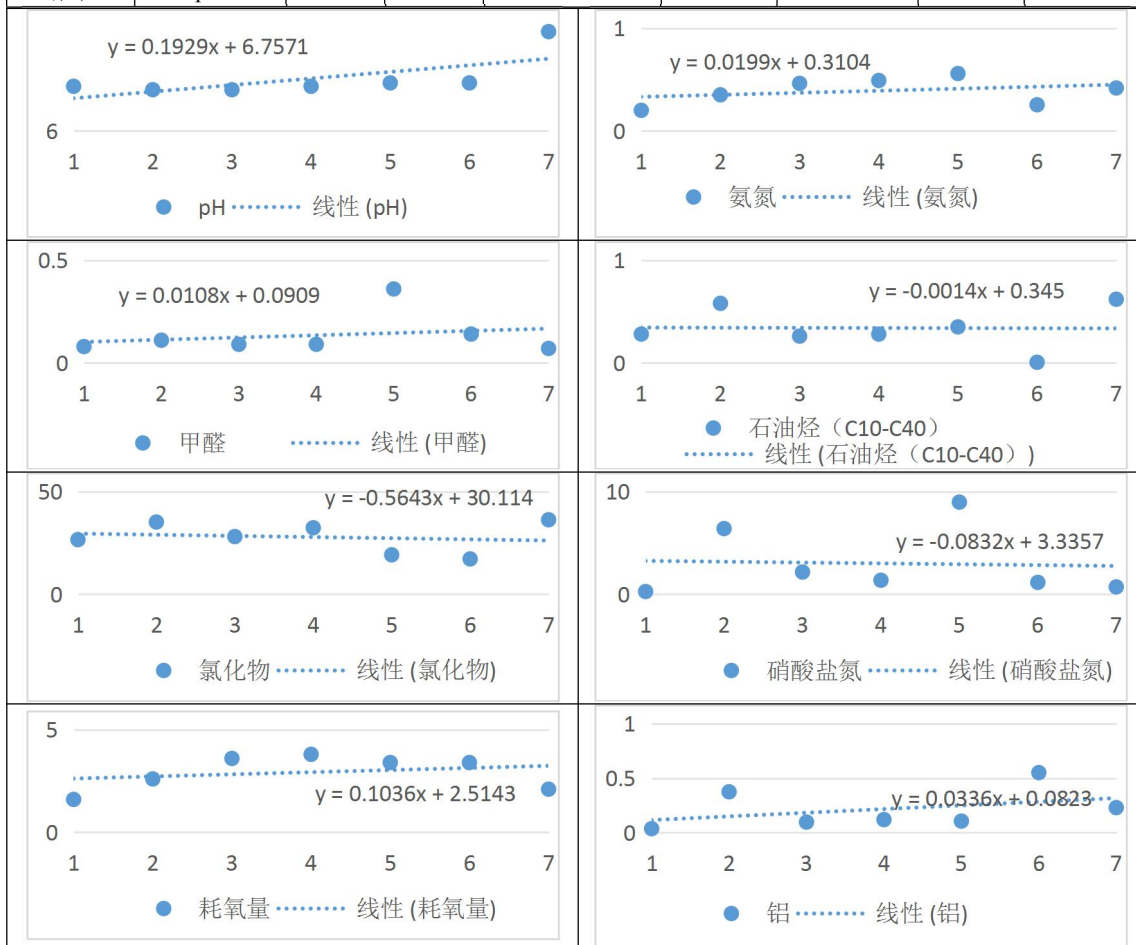 y = 0.1929x + 6.7571
6
1 2 3 4 5 6 7
pH 线性 (pH)
1
y = 0.0199x + 0.3104
0
1 2 3 4 5 6 7
氨氮 线性 (氨氮)
0.5
y = 0.0108x + 0.0909
0
1 2 3 4 5 6 7
甲醛 线性 (甲醛)
1
y = -0.0014x + 0.345
0
1 2 3 4 5 6 7
石油烃（C10-C40）
线性 (石油烃（C10-C40）)
50
y = -0.5643x + 30.114
0
1 2 3 4 5 6 7
氯化物 线性 (氯化物)
10
y = -0.0832x + 3.3357
0
1 2 3 4 5 6 7
硝酸盐氮 线性 (硝酸盐氮)
5
y = 0.1036x + 2.5143
0
1 2 3 4 5 6 7
耗氧量 线性 (耗氧量)
1
0.5
y = 0.0336x + 0.0823
0
1 2 3 4 5 6 7
铝 线性 (铝)